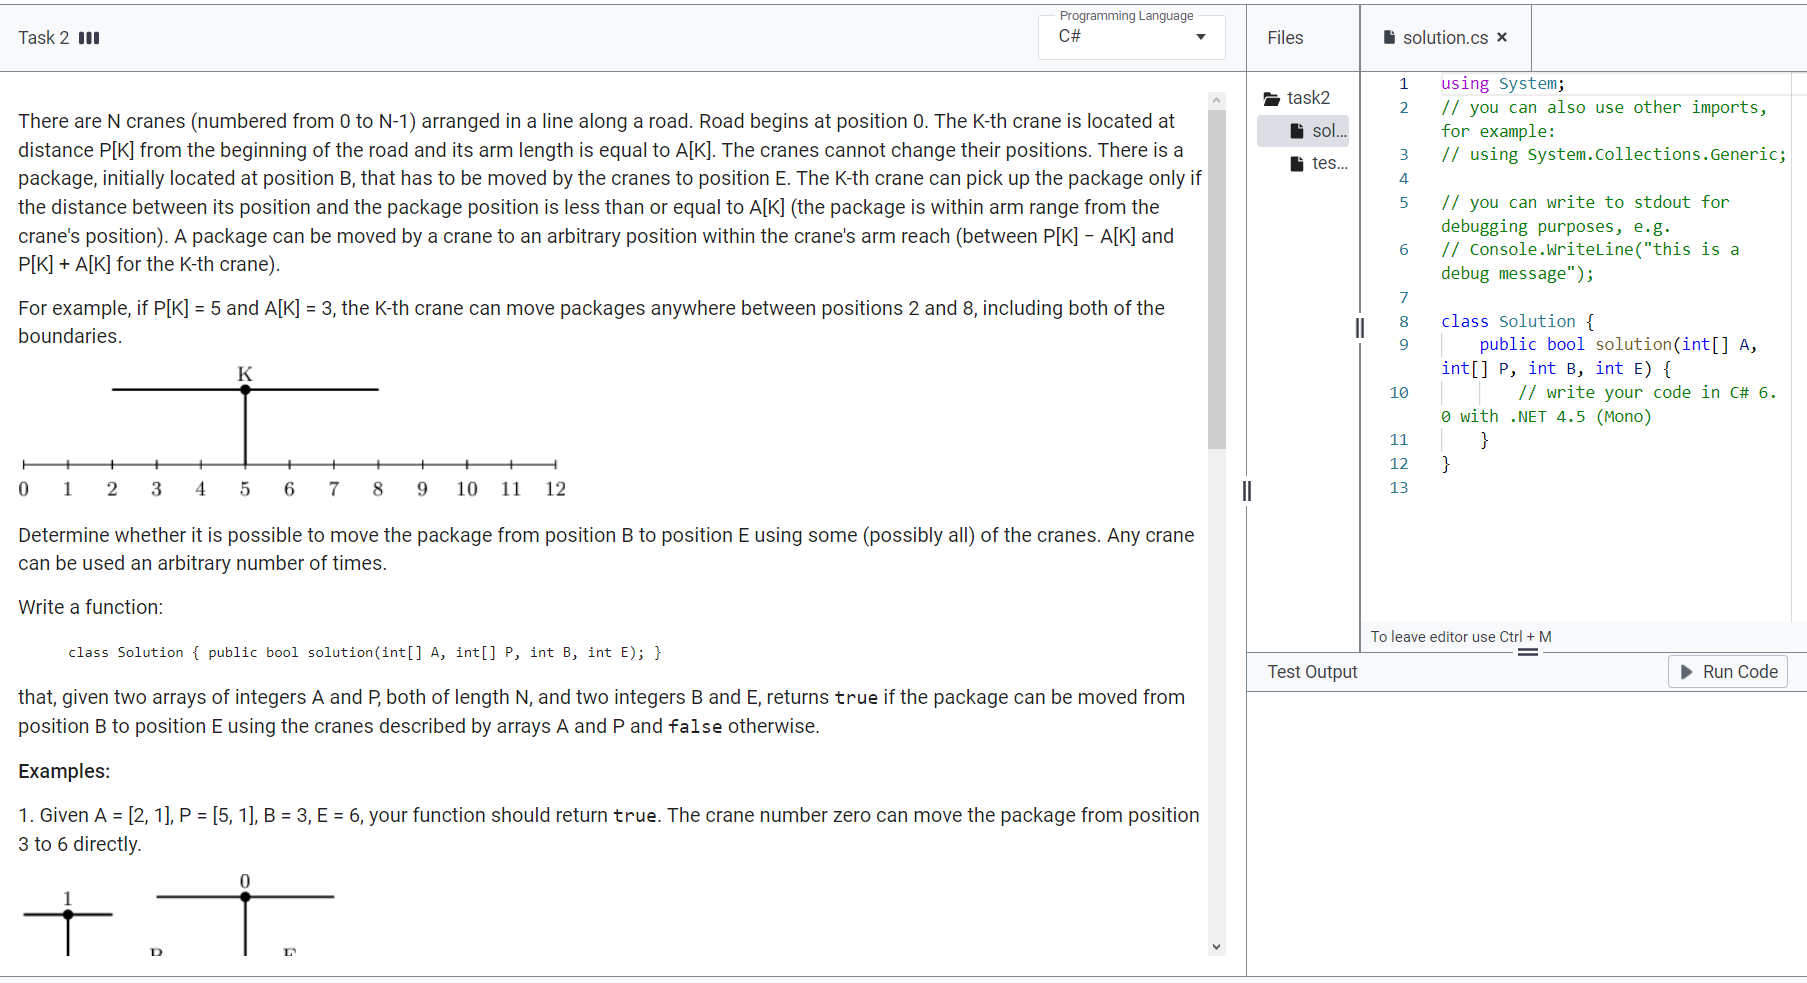 Task 2
Programming Language
C#
There are N cranes (numbered from 0 to N-1) arranged in a line along a road. Road begins at position 0. The K-th crane is located at
distance P[K] from the beginning of the road and its arm length is equal to A[K]. The cranes cannot change their positions. There is a
package, initially located at position B, that has to be moved by the cranes to position E. The K-th crane can pick up the package only if
the distance between its position and the package position is less than or equal to A[K] (the package is within arm range from the
crane's position). A package can be moved by a crane to an arbitrary position within the crane's arm reach (between P[K] − A[K] and
P[K] + A[K] for the K-th crane).
For example, if P[K] = 5 and A[K] = 3, the K-th crane can move packages anywhere between positions 2 and 8, including both of the
boundaries.
K
0 1 2 3 4 5 6 7 8 9 10 11 12
Determine whether it is possible to move the package from position B to position E using some (possibly all) of the cranes. Any crane
can be used an arbitrary number of times.
Write a function:
class Solution { public bool solution(int[] A, int[] P, int B, int E); }
that, given two arrays of integers A and P, both of length N, and two integers B and E, returns true if the package can be moved from
position B to position E using the cranes described by arrays A and P and false otherwise.
Examples:
1. Given A = [2, 1], P = [5, 1], B = 3, E = 6, your function should return true. The crane number zero can move the package from position
3 to 6 directly.
1
0
B E
Files
task2
sol...
tes...
solution.cs ×
1 using System;
2 // you can also use other imports,
for example:
3 // using System.Collections.Generic;
4
5 // you can write to stdout for
debugging purposes, e.g.
6 // Console.WriteLine("this is a
debug message");
7
8 class Solution {
9 public bool solution(int[] A,
int[] P, int B, int E) {
10 // write your code in C# 6.
0 with .NET 4.5 (Mono)
11 }
12 }
13
To leave editor use Ctrl + M
Test Output
Run Code